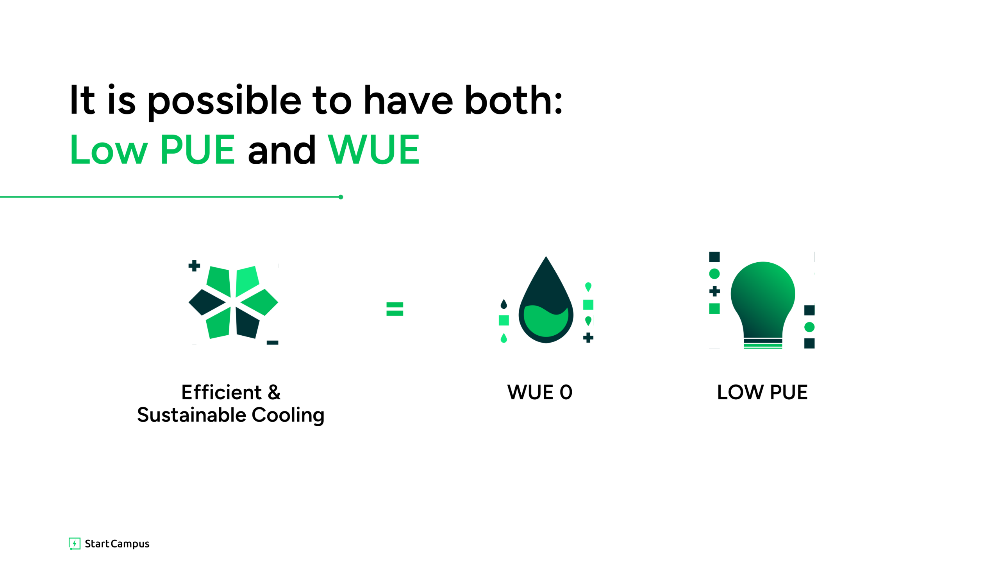 It is possible to have both:
Low PUE and WUE
=
Efficient &
Sustainable Cooling
WUE 0
LOW PUE
Start Campus